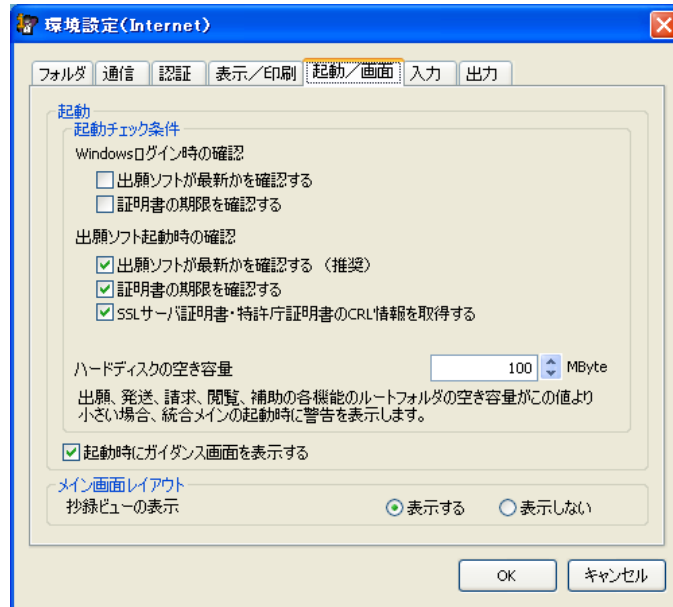 環境設定(Internet)
フォルダ 通信 認証 表示／印刷 起動／画面 入力 出力
起動
起動チェック条件
Windowsログイン時の確認
出願ソフトが最新かを確認する
証明書の期限を確認する
出願ソフト起動時の確認
出願ソフトが最新かを確認する （推奨）
証明書の期限を確認する
SSLサーバ証明書・特許庁証明書のCRL情報を取得する
ハードディスクの空き容量 100 MByte
出願、発送、請求、閲覧、補助の各機能のルートフォルダの空き容量がこの値より
小さい場合、統合メインの起動時に警告を表示します。
起動時にガイダンス画面を表示する
メイン画面レイアウト
抄録ビューの表示 表示する 表示しない
OK キャンセル